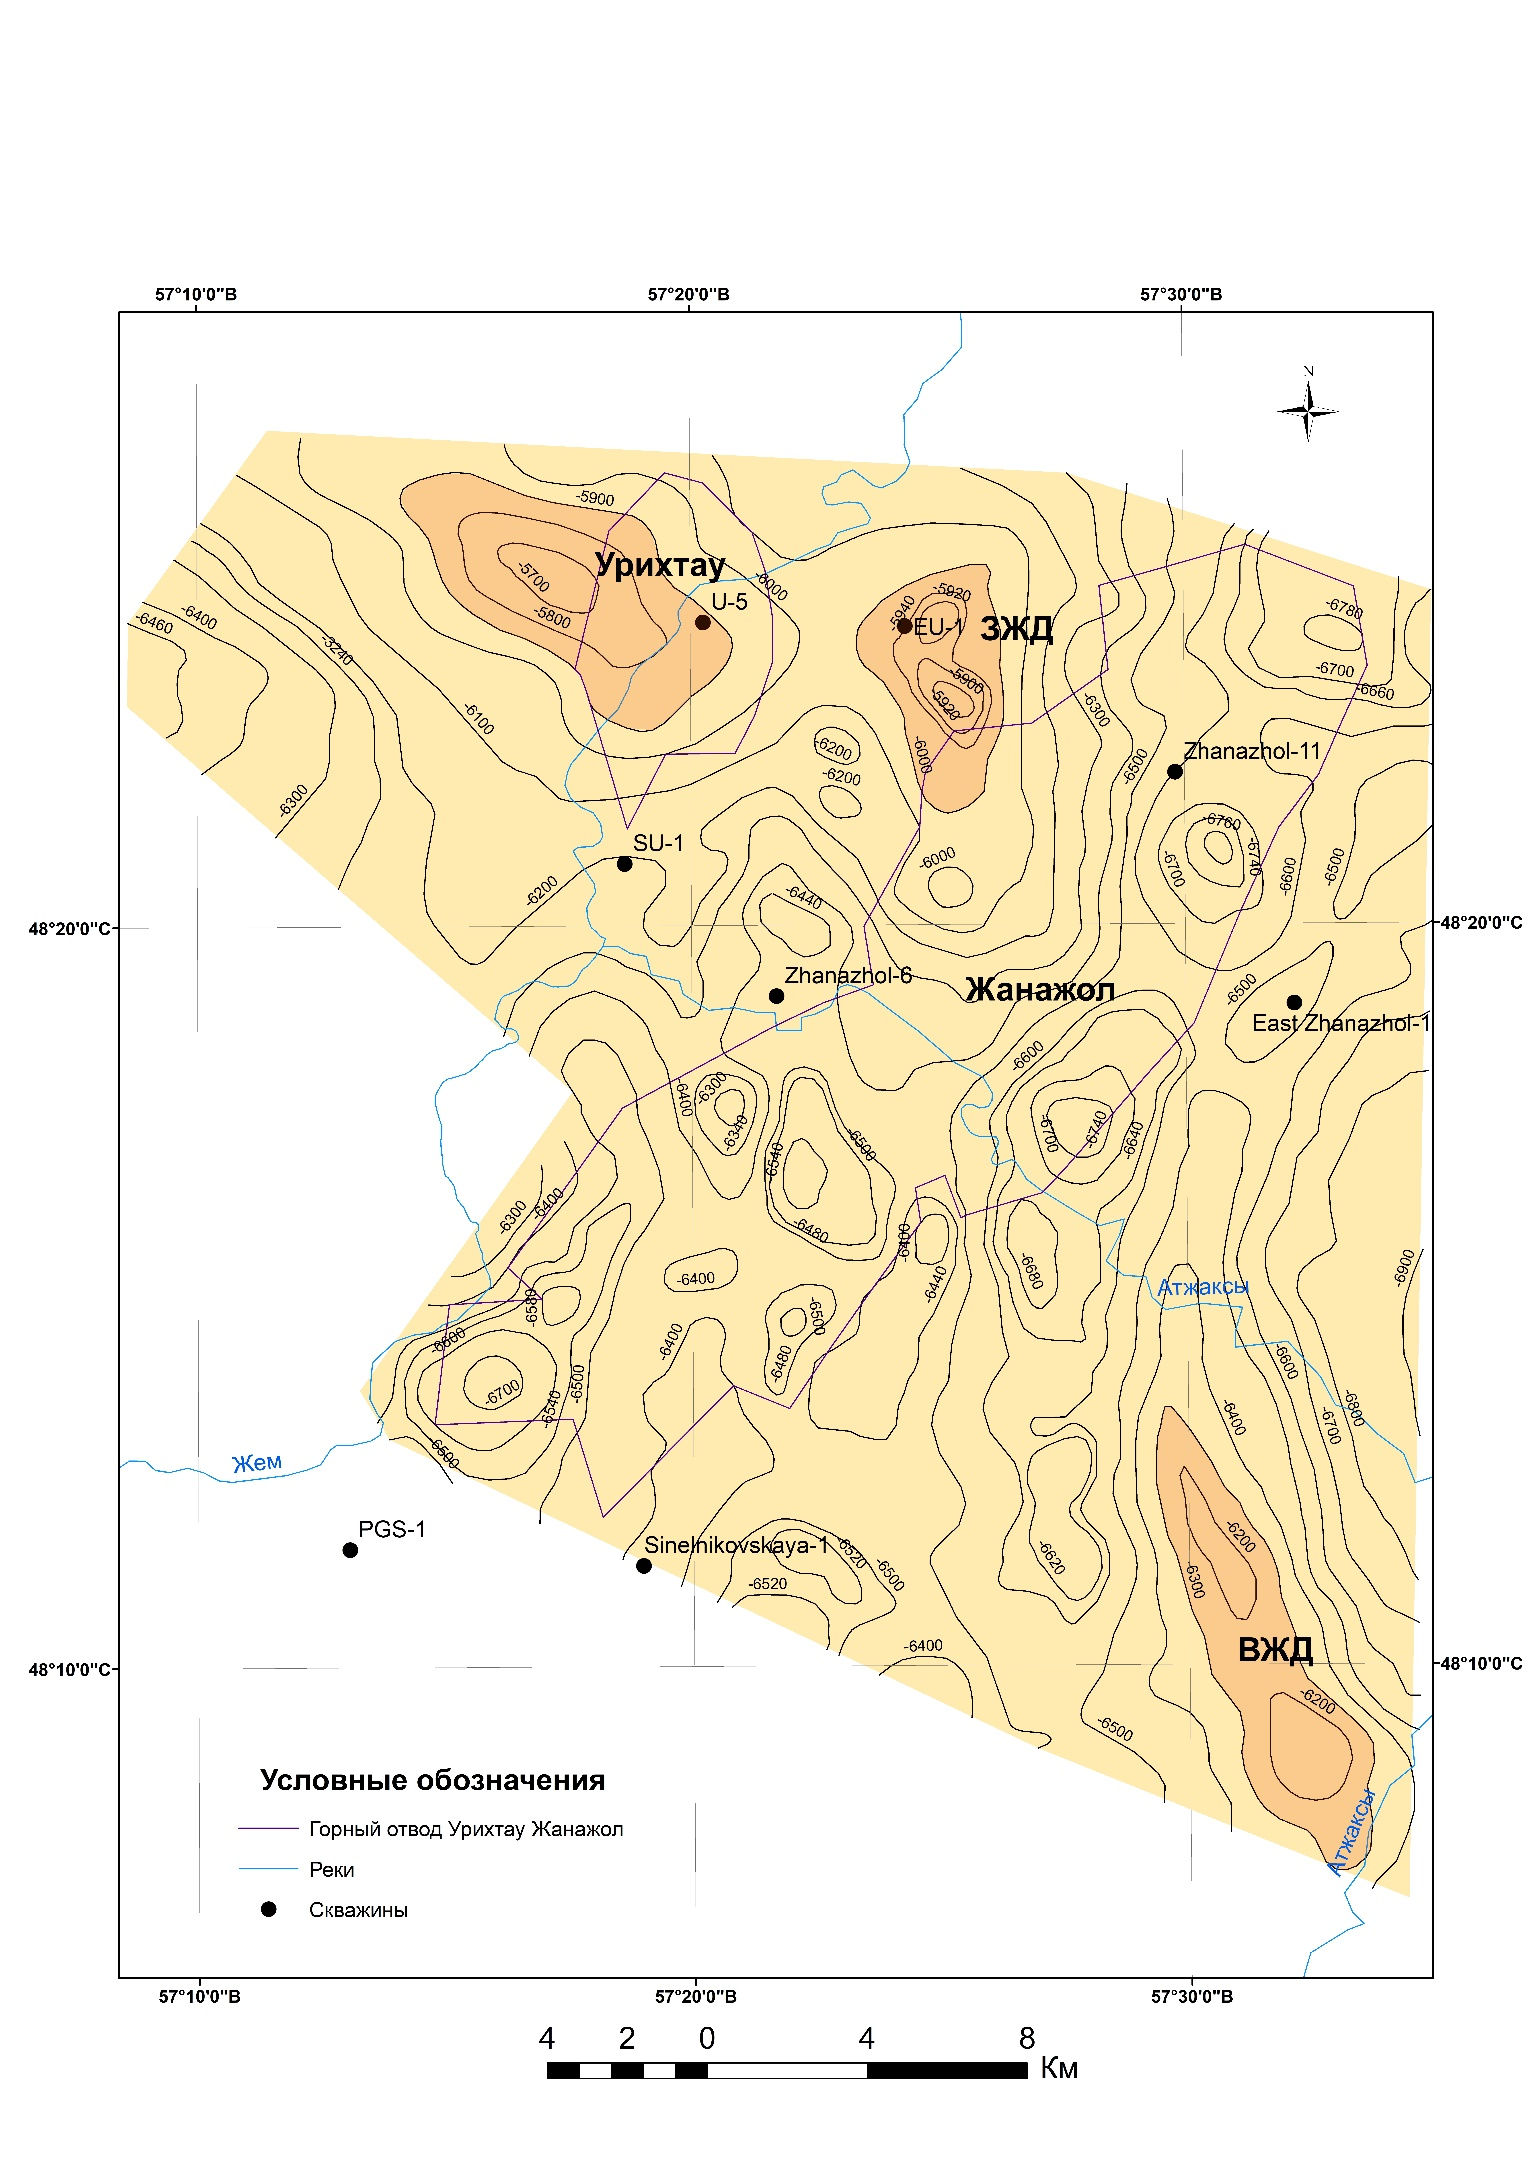 57°10'0"В
57°20'0"В
57°30'0"В
N
-5900
Урихтау
-5700
-5800
-6000
U-5
-5920
-5940
EU-1
ЗЖД
-5900
-5920
-6000
-6780
-6700
-6660
-6460
-6400
-3240
-6100
-6300
-6300
-6500
-6200
-6200
Zhanazhol-11
SU-1
-6200
-6000
-6760
-6740
-6700
-6600
-6500
-6440
48°20'0"С
48°20'0"С
Zhanazhol-6
Жанажол
-6500
East Zhanazhol-1
-6600
-6400
-6300
-6340
-6700
-6740
-6640
-6500
-6540
-6480
-6300
-6400
-6400
-6440
-6680
-6900
Атжаксы
-6400
-6580
-6600
-6500
-6480
-6400
-6700
-6540
-6500
-6500
-6600
-6800
-6700
-6400
Жем
PGS-1
Sinelnikovskaya-1
-6520
-6500
-6520
-6620
-6200
-6300
ВЖД
-6400
48°10'0"С
48°10'0"С
-6200
-6500
Атжаксы
Условные обозначения
Горный отвод Урихтау Жанажол
Реки
Скважины
57°10'0"В
57°20'0"В
57°30'0"В
4 2 0 4 8
Км